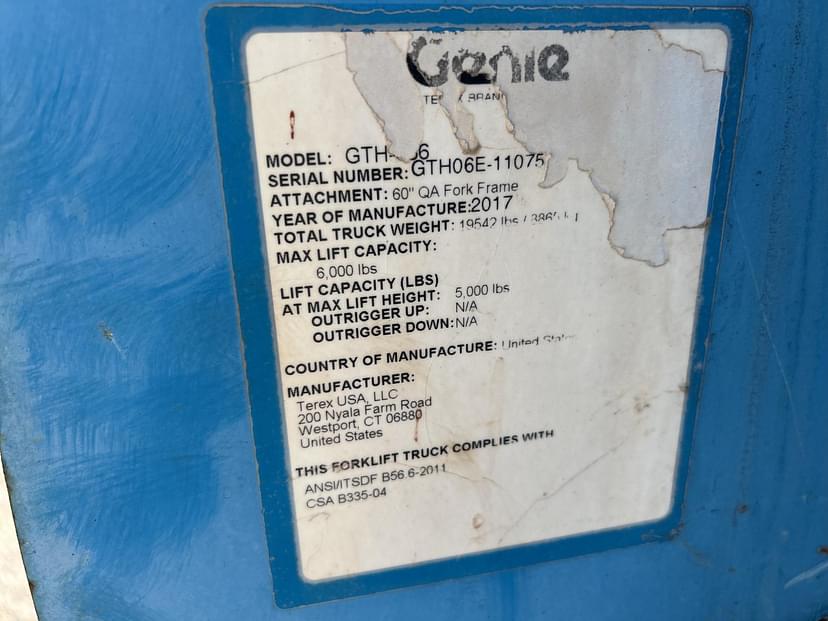 Genie
MODEL:
SERIAL NUMBER: GTH06E-11075
ATTACHMENT: 60" QA Fork Frame
YEAR OF MANUFACTURE: 2017
TOTAL TRUCK WEIGHT: 19542 lbs /
MAX LIFT CAPACITY:
6,000 lbs
LIFT CAPACITY (LBS)
AT MAX LIFT HEIGHT: 5,000 lbs
OUTRIGGER UP: N/A
OUTRIGGER DOWN: N/A
COUNTRY OF MANUFACTURE: United States
MANUFACTURER:
Terex USA, LLC
200 Nyala Farm Road
Westport, CT 06880
United States
THIS FORKLIFT TRUCK COMPLIES WITH
ANSI/ITSDF B56.6-2011
CSA B335-04